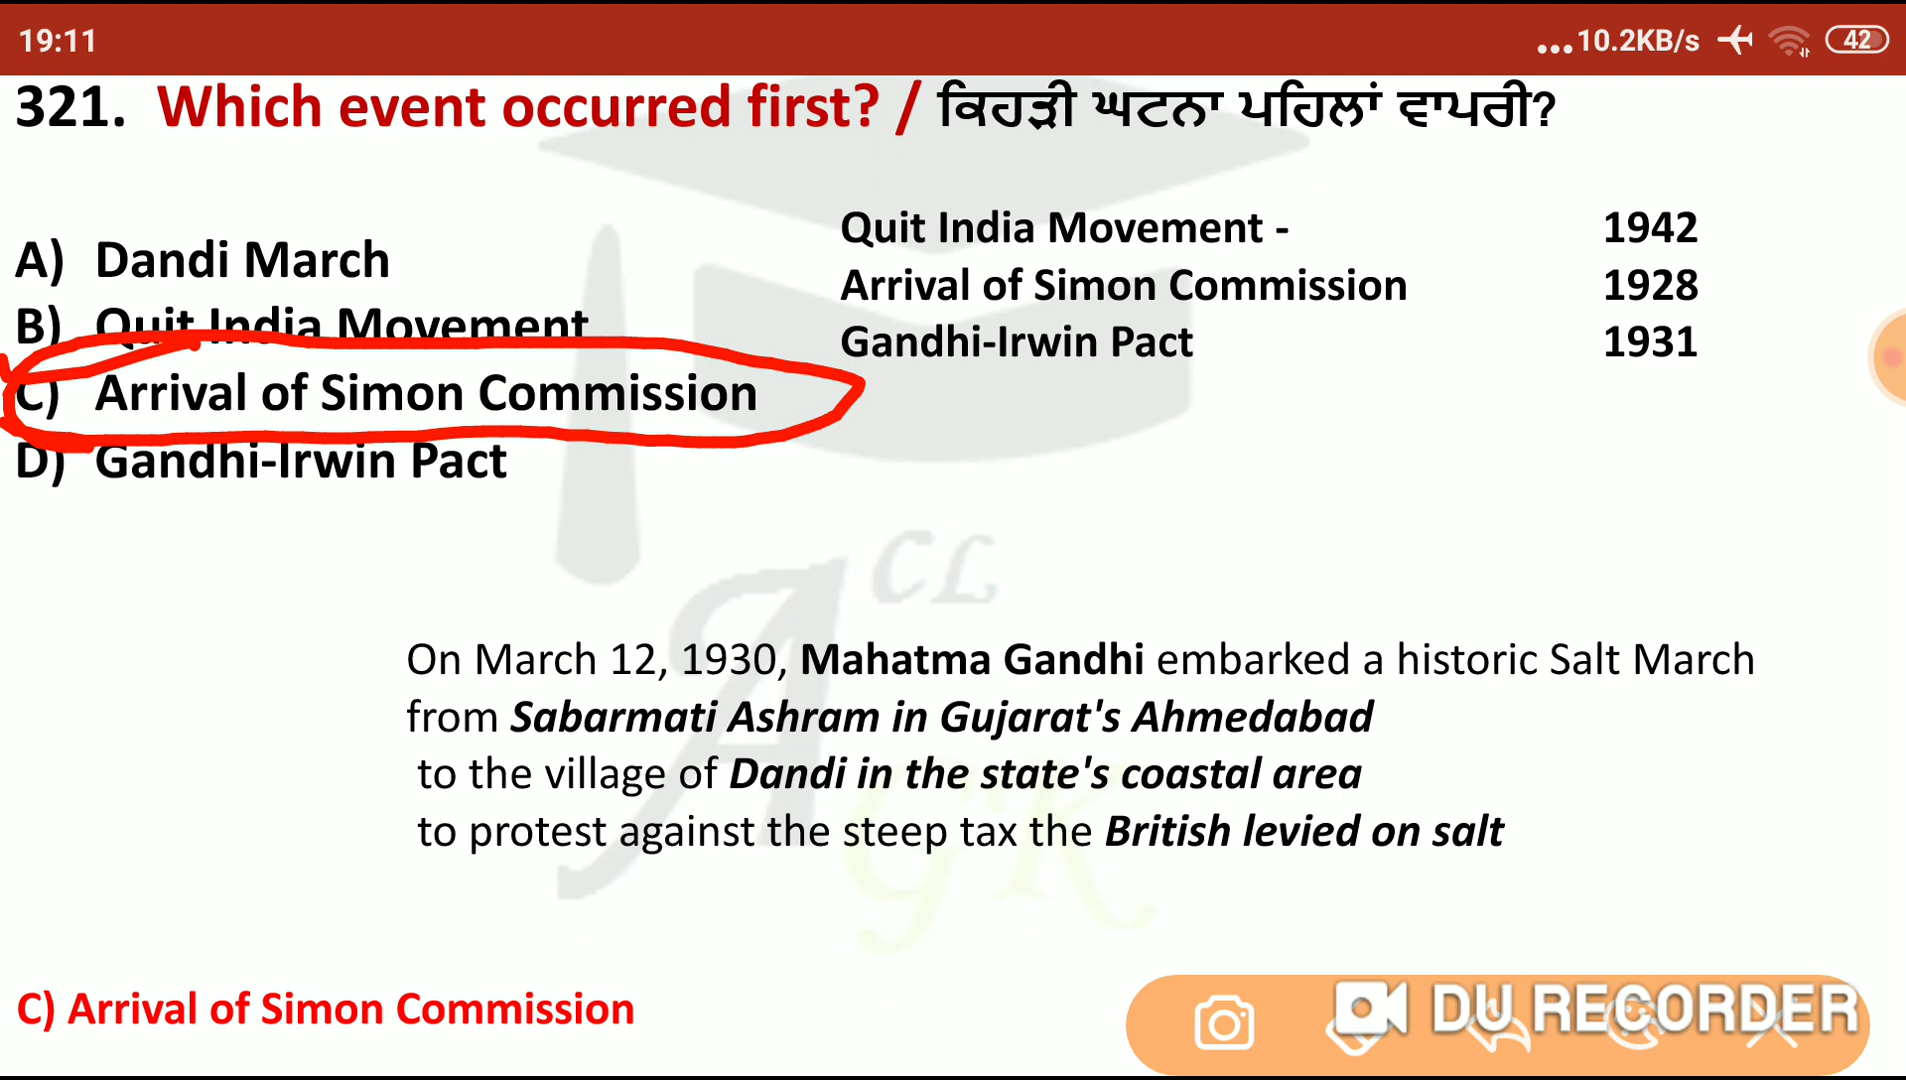 19:11
...10.2KB/s 42
321. Which event occurred first? / ਕਿਹੜੀ ਘਟਨਾ ਪਹਿਲਾਂ ਵਾਪਰੀ?
A) Dandi March
B) Quit India Movement
C) Arrival of Simon Commission
D) Gandhi-Irwin Pact
Quit India Movement - 1942
Arrival of Simon Commission 1928
Gandhi-Irwin Pact 1931
ACL
GK
On March 12, 1930, Mahatma Gandhi embarked a historic Salt March
from Sabarmati Ashram in Gujarat's Ahmedabad
to the village of Dandi in the state's coastal area
to protest against the steep tax the British levied on salt
C) Arrival of Simon Commission
DU RECORDER